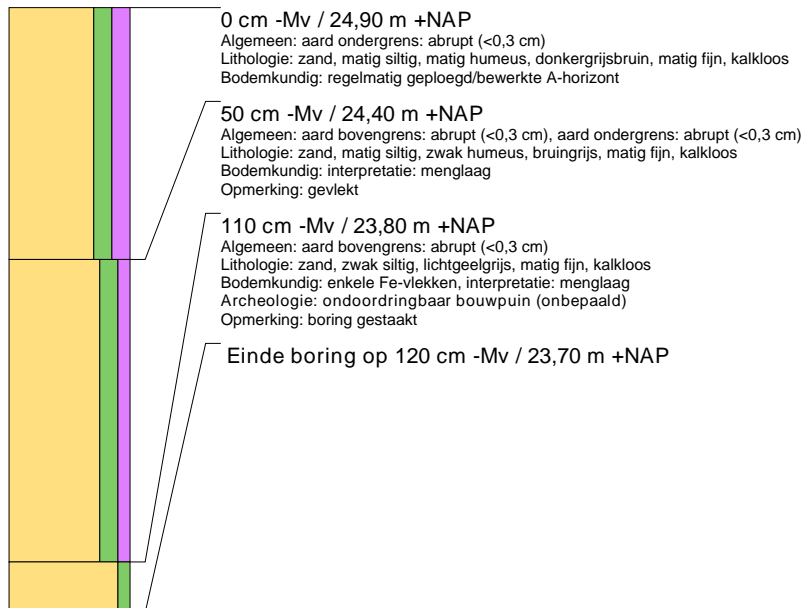 0 cm -Mv / 24,90 m +NAP
Algemeen: aard ondergrens: abrupt (<0,3 cm)
Lithologie: zand, matig siltig, matig humeus, donkergrijsbruin, matig fijn, kalkloos
Bodemkundig: regelmatig geploegd/bewerkte A-horizont
50 cm -Mv / 24,40 m +NAP
Algemeen: aard bovengrens: abrupt (<0,3 cm), aard ondergrens: abrupt (<0,3 cm)
Lithologie: zand, matig siltig, zwak humeus, bruingrijs, matig fijn, kalkloos
Bodemkundig: interpretatie: menglaag
Opmerking: gevlekt
110 cm -Mv / 23,80 m +NAP
Algemeen: aard bovengrens: abrupt (<0,3 cm)
Lithologie: zand, zwak siltig, lichtgeelgrijs, matig fijn, kalkloos
Bodemkundig: enkele Fe-vlekken, interpretatie: menglaag
Archeologie: ondoordringbaar bouwpuin (onbepaald)
Opmerking: boring gestaakt
Einde boring op 120 cm -Mv / 23,70 m +NAP